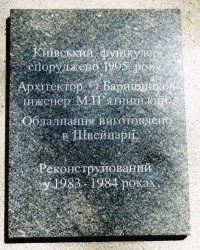 Київський фунікулер
споруджено 1905 року.
Архітектор О Баришніков
інженер М.П'ятницький.
Обладнання виготовлено
в Швейцарії.
Реконструйований
у 1983 - 1984 роках